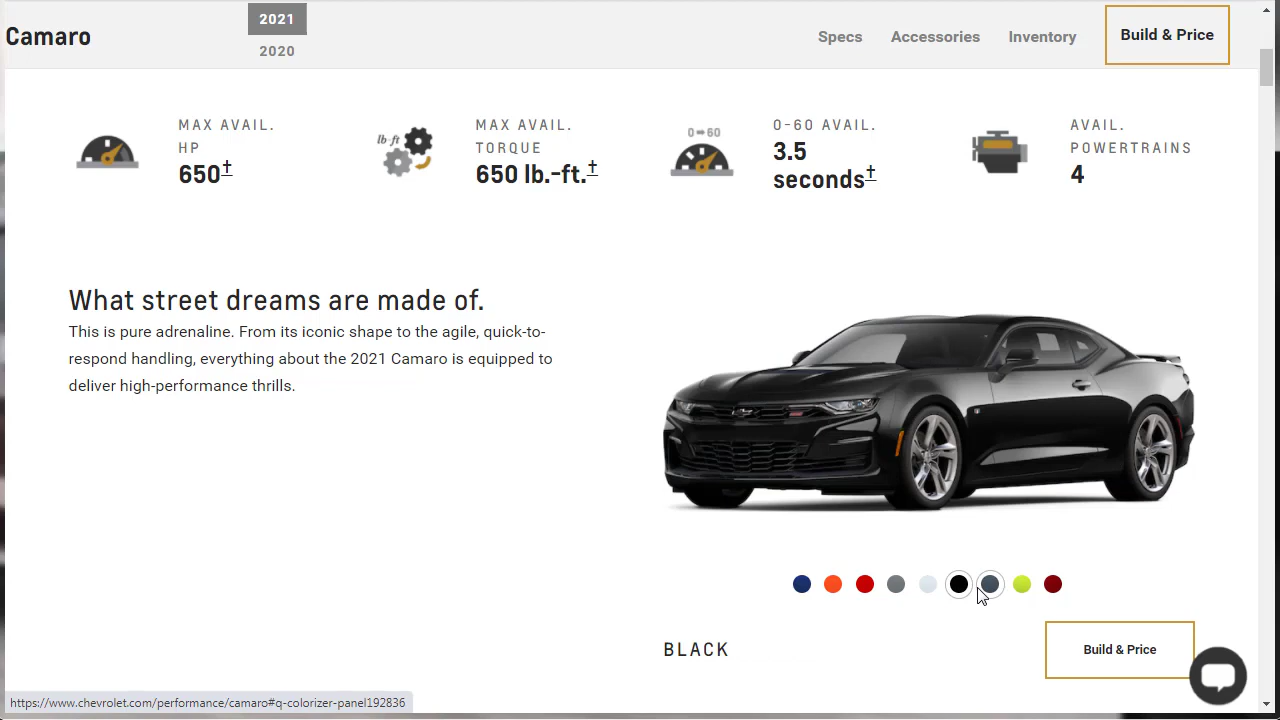 Camaro
2021
2020
Specs
Accessories
Inventory
Build & Price
MAX AVAIL.
HP
650†
lb-ft
MAX AVAIL.
TORQUE
650 lb.-ft.†
0⇨60
0-60 AVAIL.
3.5
seconds†
AVAIL.
POWERTRAINS
4
What street dreams are made of.
This is pure adrenaline. From its iconic shape to the agile, quick-to-
respond handling, everything about the 2021 Camaro is equipped to
deliver high-performance thrills.
BLACK
Build & Price
https://www.chevrolet.com/performance/camaro#q-colorizer-panel192836